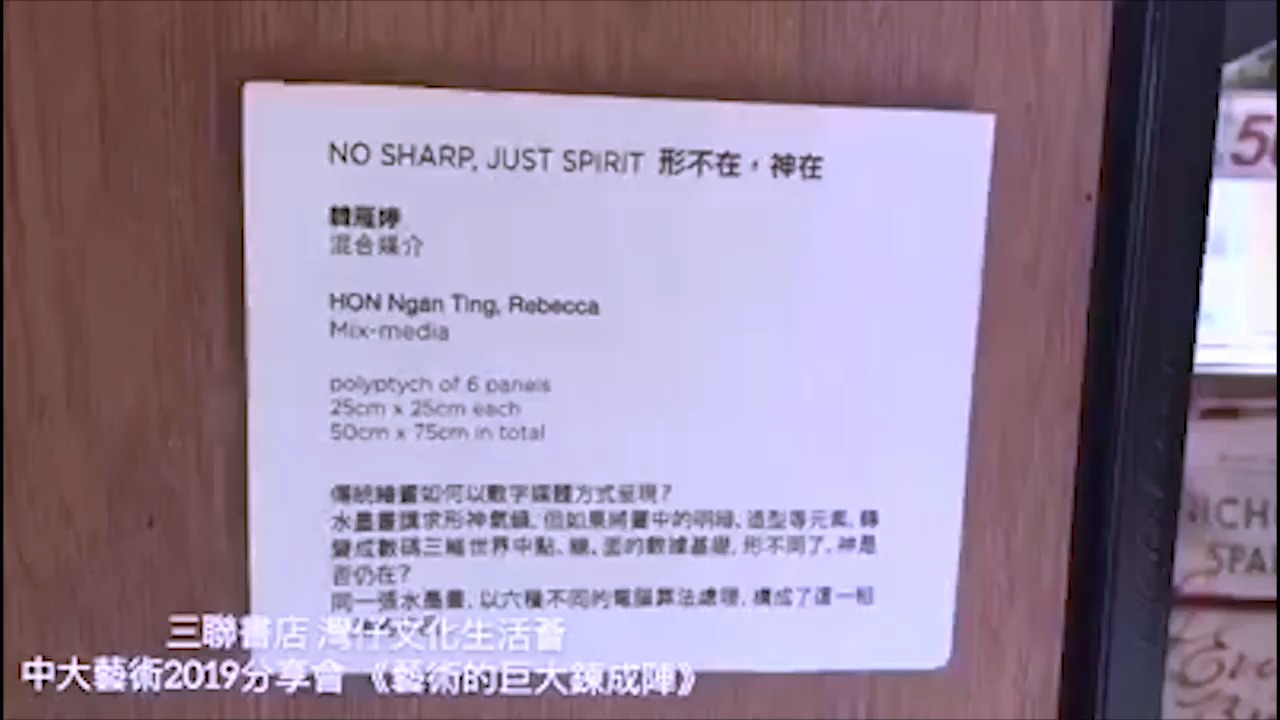 NO SHARP, JUST SPIRIT 形不在，神在
韓雁婷
混合媒介
HON Ngan Ting, Rebecca
Mix-media
polyptych of 6 panels
25cm x 25cm each
50cm x 75cm in total
傳統繪畫如何以數字媒體方式呈現？
水墨畫講求形神氣韻, 但如果將畫中的明暗、造型等元素, 轉
變成數碼三維世界中點、線、面的數據基礎, 形不同了, 神是
否仍在？
同一張水墨畫, 以六種不同的電腦算法處理, 構成了這一組
三聯書店 灣仔文化生活薈
中大藝術2019分享會 《藝術的巨大鍊成陣》